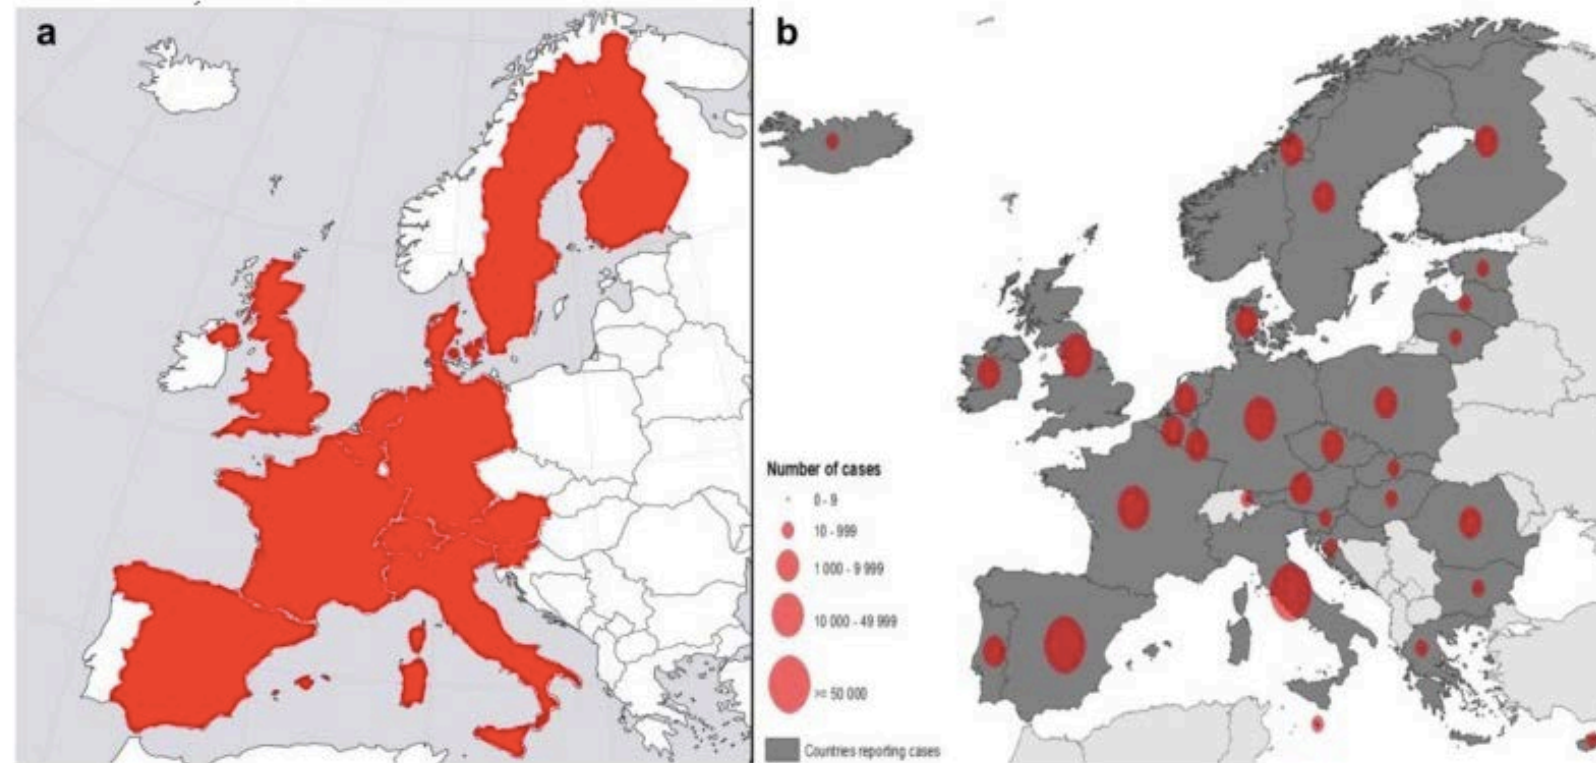 a
b
Number of cases
0 - 9
10 - 999
1 000 - 9 999
10 000 - 49 999
>= 50 000
Countries reporting cases